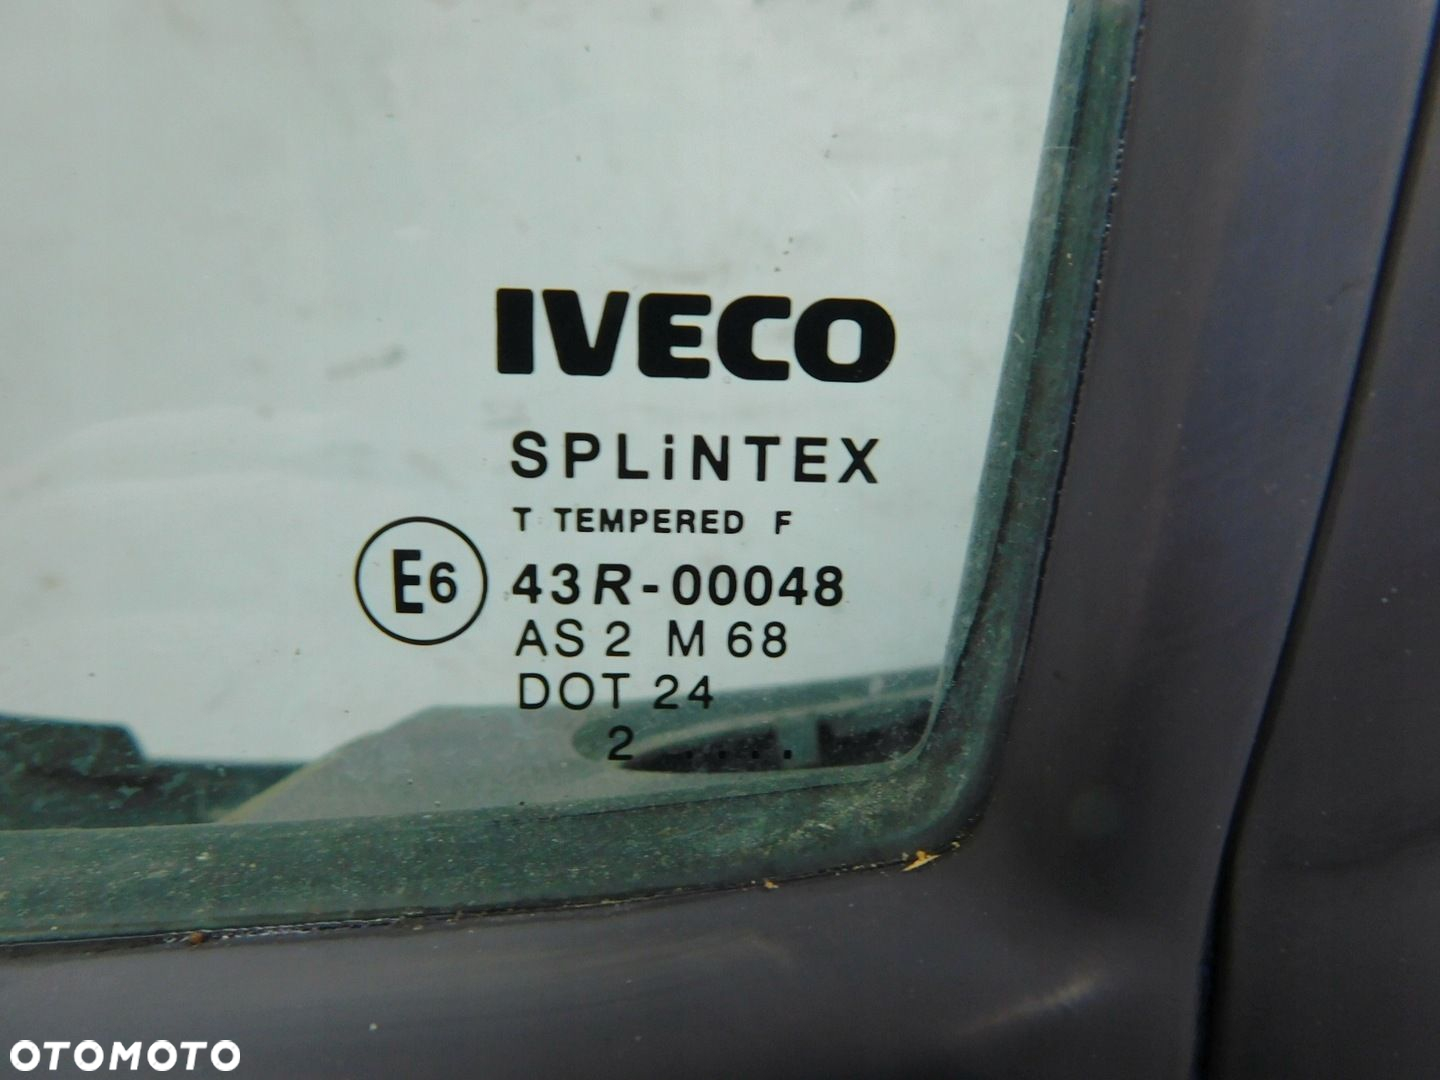 IVECO
SPLiNTEX
T TEMPERED F
E6 43R-00048
AS 2 M 68
DOT 24
2 ....
OTOMOTO